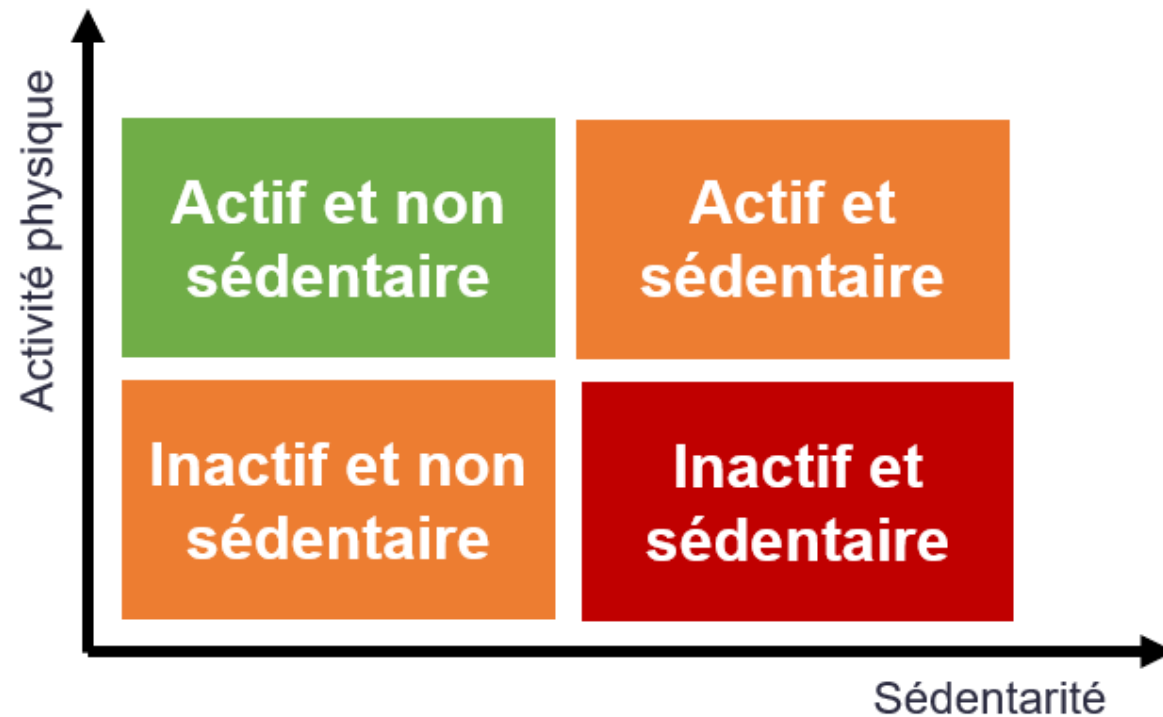 Activité physique
Actif et non
sédentaire
Actif et
sédentaire
Inactif et non
sédentaire
Inactif et
sédentaire
Sédentarité